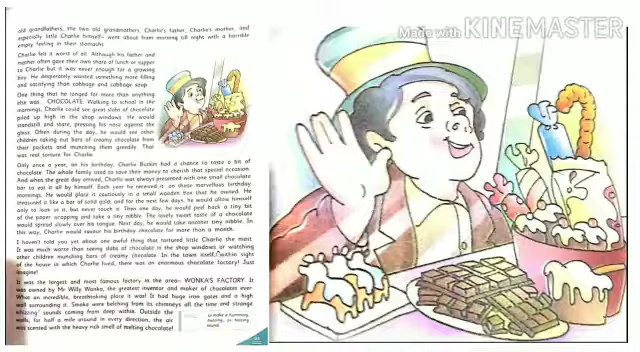 old grandfathers, the two old grandmothers, Charlie's father, Charlie's mother, and
especially little Charlie himself- went about from morning till night with a horrible
empty feeling in their stomachs
Charlie felt it worst of all. Although his father and
mother often gave their own share of lunch or supper
to Charlie but it was never enough for a growing
boy. He desperately wanted something more filling
and satisfying than cabbage and cabbage soup
One thing that he longed for more than anything
else was ..CHOCOLATE. Walking to school in the
mornings, Charlie could see great slabs of chocolate
piled up high in the shop windows. He would
standstill and stare, pressing his nose against the
glass. Often during the day, he would see other
children taking out bars of creamy chocolate from
their pockets and munching them greedily. That
was real torture for Charlie
Only once a year, on his birthday, Charlie Bucket had a chance to taste a bit of
chocolate. The whole family used to save their money to cherish that special occasion.
And when the great day arrived, Charlie was always presented with one small chocolate
bar to eat it all by himself. Each year he received it on those marvellous birthday
mornings. He would place it cautiously in a small wooden box that he owned. He
treasured it like a bar of solid gold, and for the next few days, he would allow himself
only to look at it, but never touch it. Then one day, he would peel back a tiny bit
of the paper wrapping and take a tiny nibble. The lovely sweet taste of a chocolate
would spread slowly over his tongue. Next day, he would take another tiny nibble. In
this way, Charlie would savour his birthday chocolate for more than a month.
I haven't told you yet about one awful thing that tortured little Charlie the most.
It was much worse than seeing slabs of chocolate in the shop windows or watching
other children munching bars of creamy chocolate. In the town itself, within sight
of the house in which Charlie lived, there was an enormous chocolate factory! Just
imagine!
It was the largest and most famous factory in the area- WONKA'S FACTORY. It
was owned by Mr Willy Wonka, the greatest inventor and maker of chocolates ever.
What an incredible, breathtaking place it was! It had huge iron gates and a high
wall surrounding it. Smoke were belching from its chimneys all the time and strange
whizzing sounds coming from deep within. Outside the
walls, for half a mile around in every direction, the air
was scented with the heavy rich smell of melting chocolate!
to make a humming,
buzzing, or hissing
sound
Made with KINEMASTER